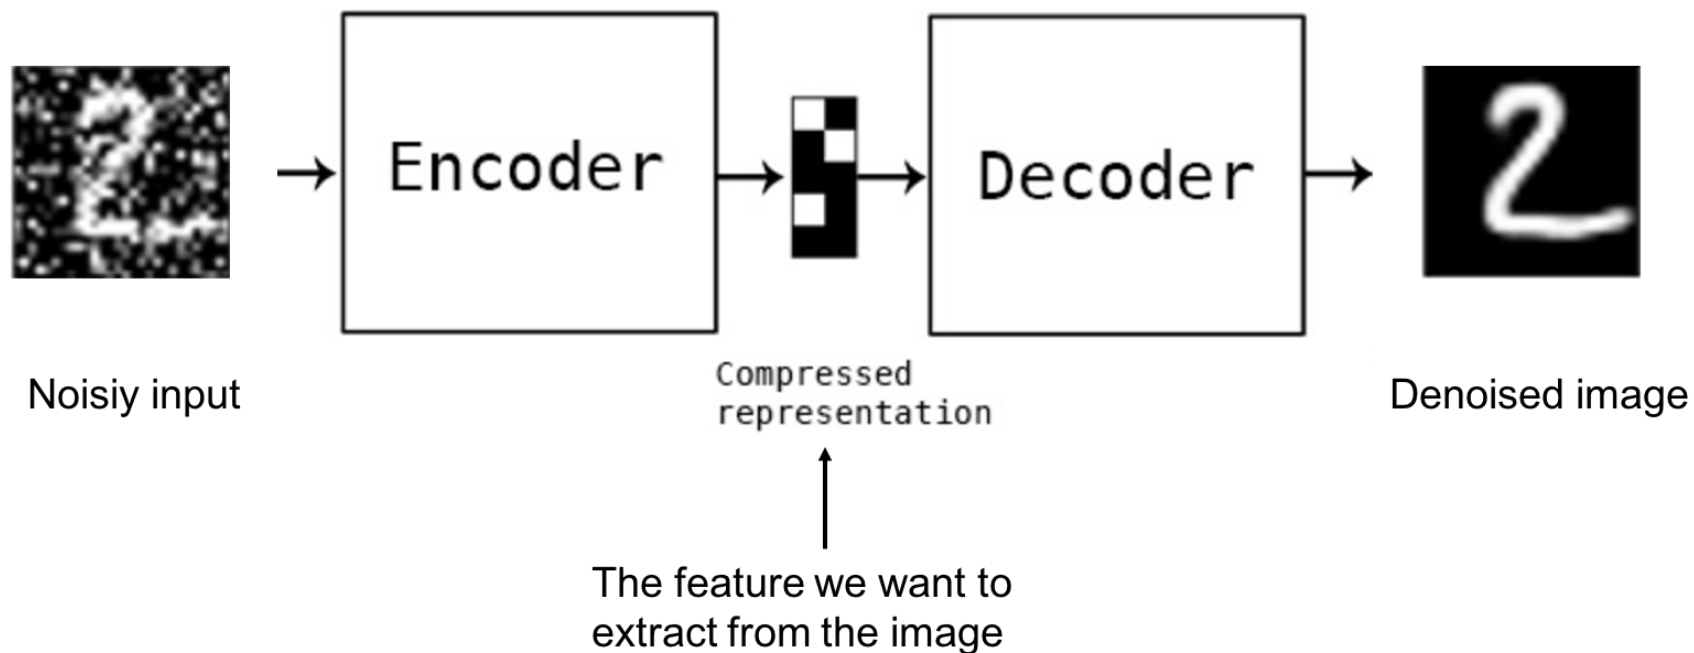 Encoder
Decoder
Noisiy input
Compressed
representation
Denoised image
The feature we want to
extract from the image